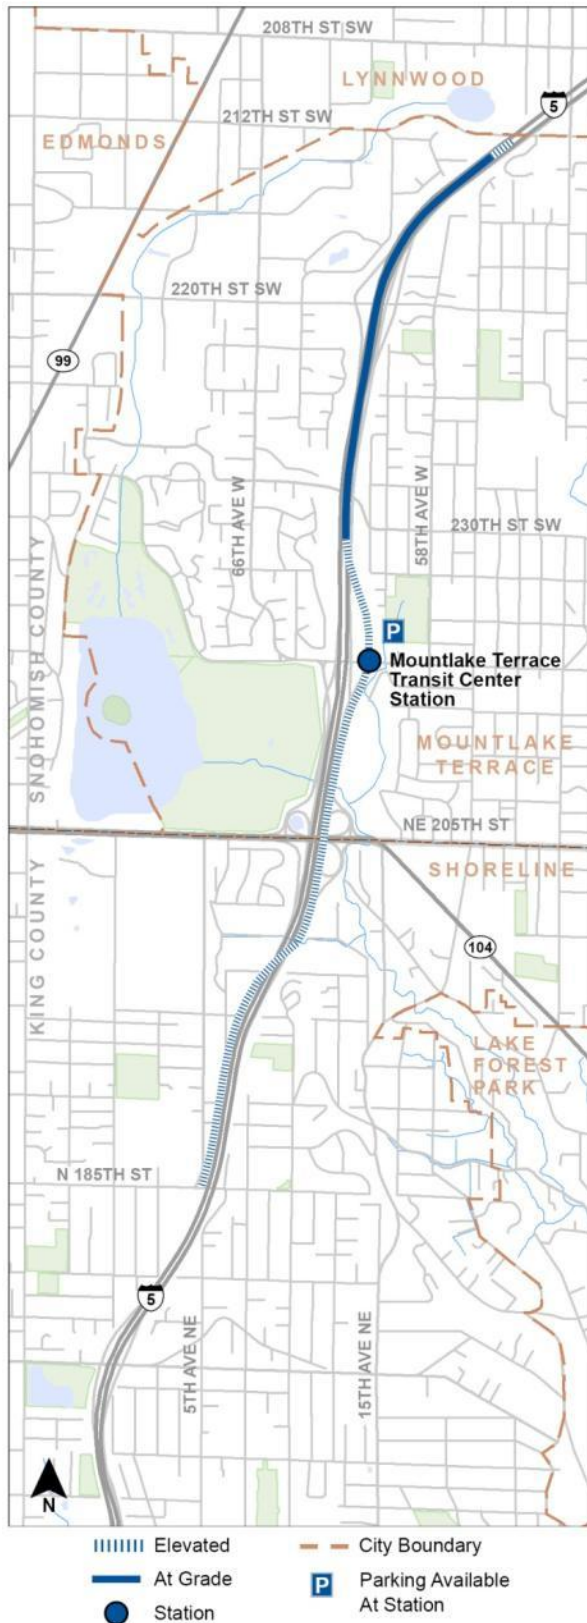 208TH ST SW
LYNNWOOD
5
212TH ST SW
EDMONDS
220TH ST SW
99
66TH AVE W
58TH AVE W
230TH ST SW
SNOHOMISH COUNTY
P
Mountlake Terrace
Transit Center
Station
MOUNTLAKE
TERRACE
NE 205TH ST
SHORELINE
KING COUNTY
104
LAKE
FOREST
PARK
N 185TH ST
5
5TH AVE NE
15TH AVE NE
N
Elevated
City Boundary
At Grade
P
Parking Available
At Station
Station